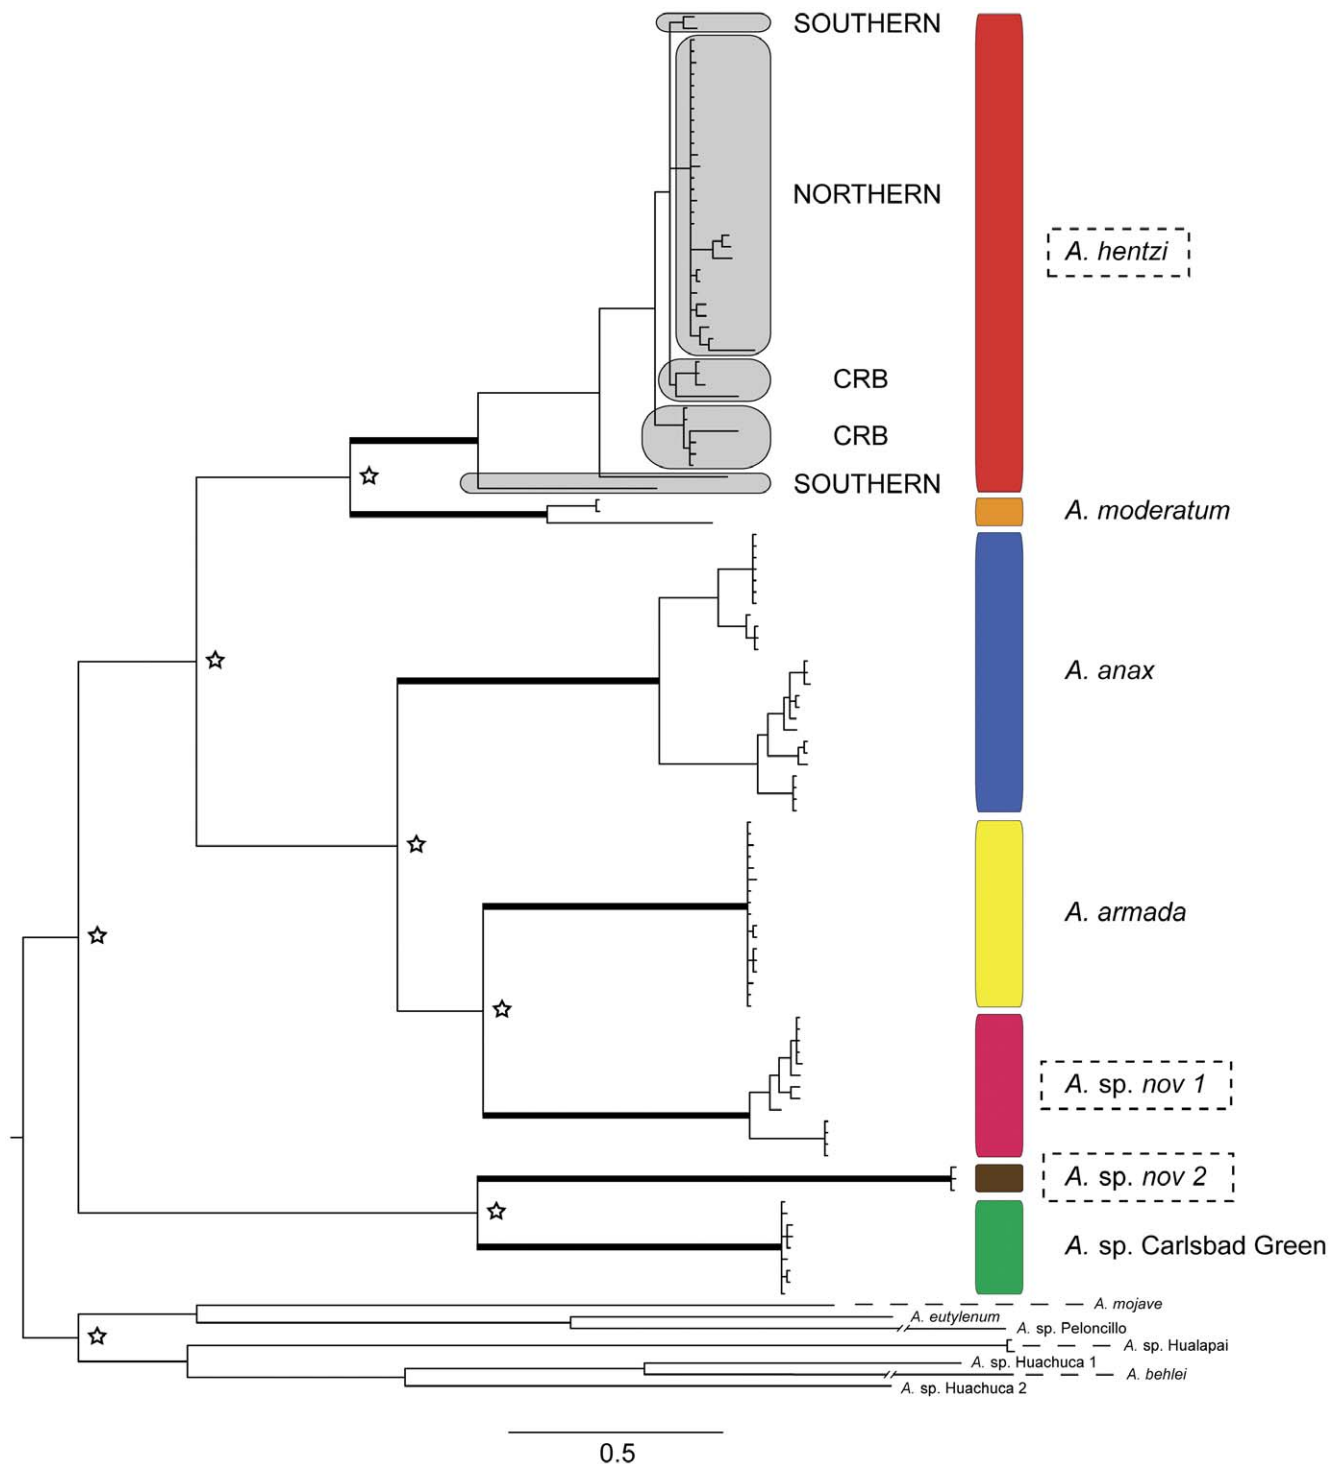 SOUTHERN
NORTHERN
A. hentzi
CRB
CRB
SOUTHERN
A. moderatum
A. anax
A. armada
A. sp. nov 1
A. sp. nov 2
A. sp. Carlsbad Green
A. mojave
A. eutylenum
A. sp. Peloncillo
A. sp. Hualapai
A. sp. Huachuca 1
A. behlei
A. sp. Huachuca 2
0.5